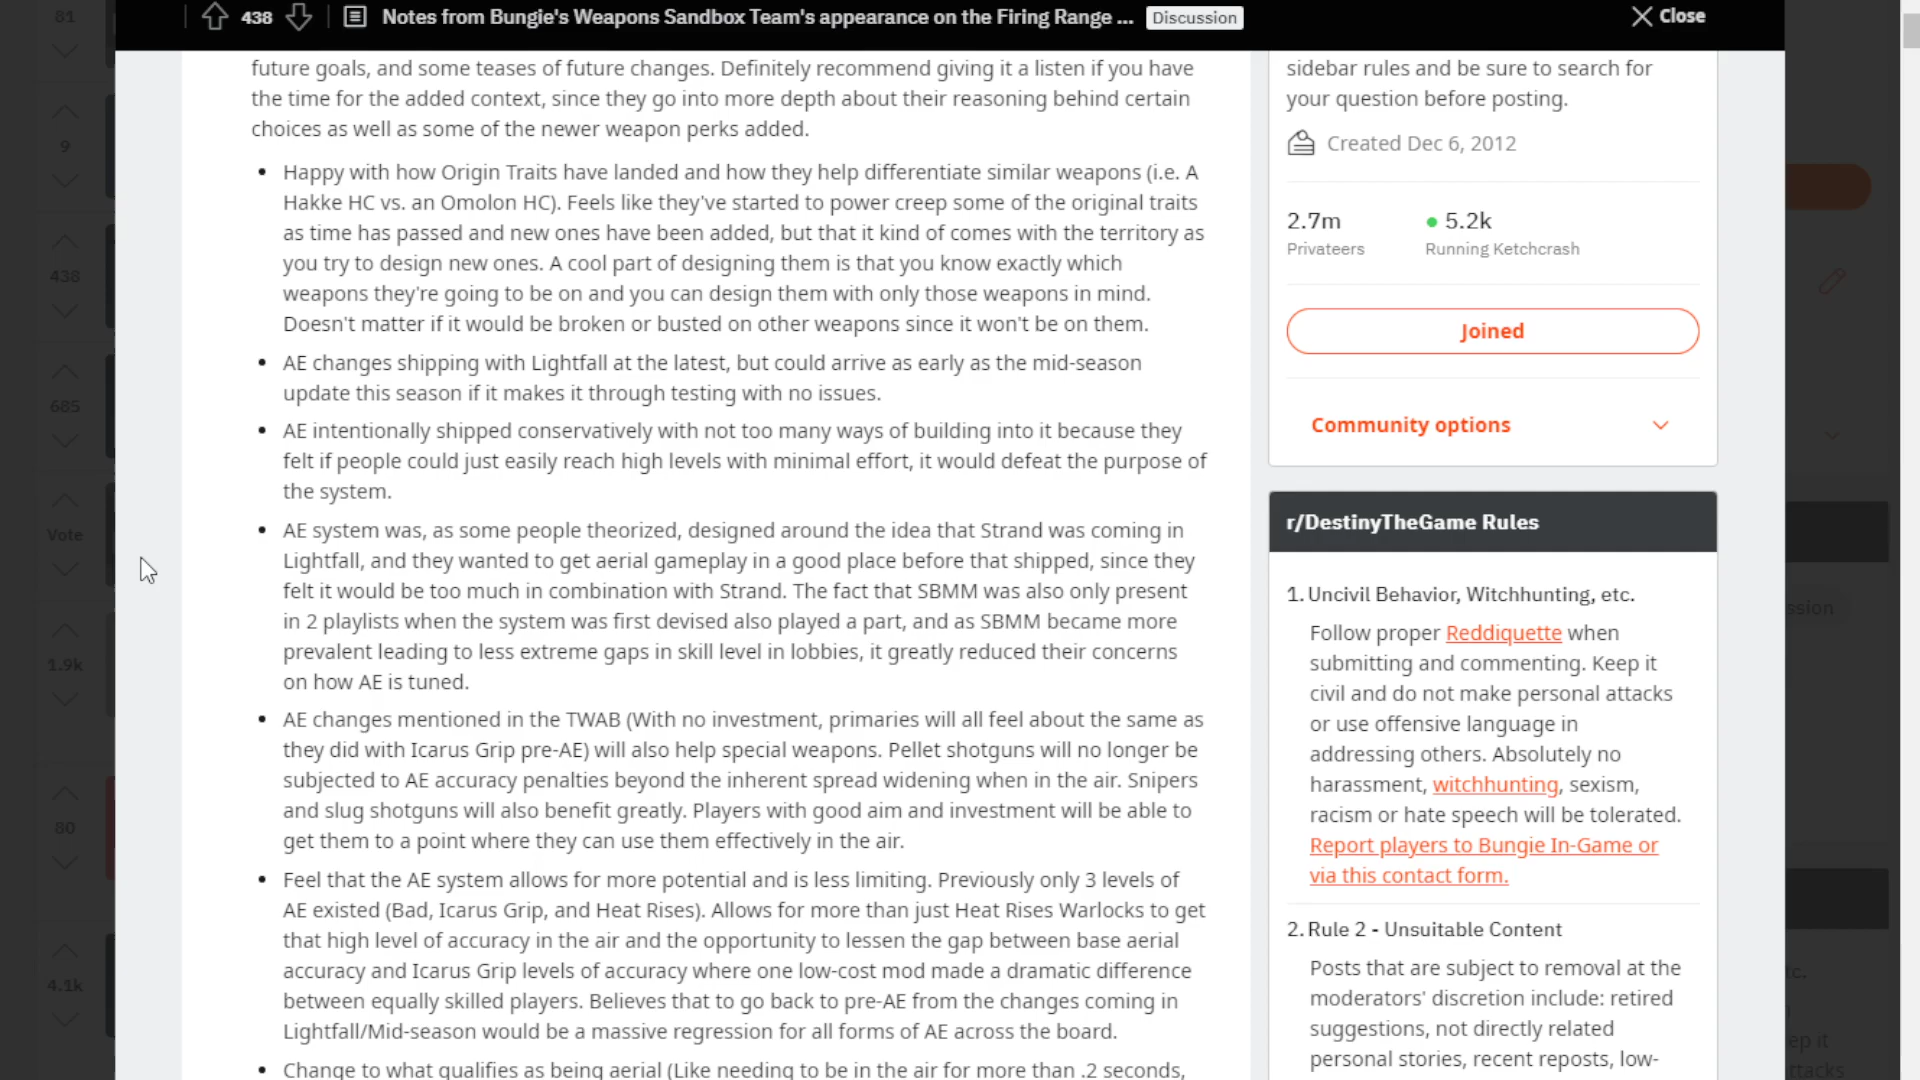 81
9
438
685
Vote
1.9k
80
4.1k
438
Notes from Bungie's Weapons Sandbox Team's appearance on the Firing Range ...
Discussion
Close
future goals, and some teases of future changes. Definitely recommend giving it a listen if you have
the time for the added context, since they go into more depth about their reasoning behind certain
choices as well as some of the newer weapon perks added.
• Happy with how Origin Traits have landed and how they help differentiate similar weapons (i.e. A
Hakke HC vs. an Omolon HC). Feels like they've started to power creep some of the original traits
as time has passed and new ones have been added, but that it kind of comes with the territory as
you try to design new ones. A cool part of designing them is that you know exactly which
weapons they're going to be on and you can design them with only those weapons in mind.
Doesn't matter if it would be broken or busted on other weapons since it won't be on them.
• AE changes shipping with Lightfall at the latest, but could arrive as early as the mid-season
update this season if it makes it through testing with no issues.
• AE intentionally shipped conservatively with not too many ways of building into it because they
felt if people could just easily reach high levels with minimal effort, it would defeat the purpose of
the system.
• AE system was, as some people theorized, designed around the idea that Strand was coming in
Lightfall, and they wanted to get aerial gameplay in a good place before that shipped, since they
felt it would be too much in combination with Strand. The fact that SBMM was also only present
in 2 playlists when the system was first devised also played a part, and as SBMM became more
prevalent leading to less extreme gaps in skill level in lobbies, it greatly reduced their concerns
on how AE is tuned.
• AE changes mentioned in the TWAB (With no investment, primaries will all feel about the same as
they did with Icarus Grip pre-AE) will also help special weapons. Pellet shotguns will no longer be
subjected to AE accuracy penalties beyond the inherent spread widening when in the air. Snipers
and slug shotguns will also benefit greatly. Players with good aim and investment will be able to
get them to a point where they can use them effectively in the air.
• Feel that the AE system allows for more potential and is less limiting. Previously only 3 levels of
AE existed (Bad, Icarus Grip, and Heat Rises). Allows for more than just Heat Rises Warlocks to get
that high level of accuracy in the air and the opportunity to lessen the gap between base aerial
accuracy and Icarus Grip levels of accuracy where one low-cost mod made a dramatic difference
between equally skilled players. Believes that to go back to pre-AE from the changes coming in
Lightfall/Mid-season would be a massive regression for all forms of AE across the board.
• Change to what qualifies as being aerial (Like needing to be in the air for more than .2 seconds,
sidebar rules and be sure to search for
your question before posting.
Created Dec 6, 2012
2.7m
Privateers
5.2k
Running Ketchcrash
Joined
Community options
r/DestinyTheGame Rules
1. Uncivil Behavior, Witchhunting, etc.
Follow proper Reddiquette when
submitting and commenting. Keep it
civil and do not make personal attacks
or use offensive language in
addressing others. Absolutely no
harassment, witchhunting, sexism,
racism or hate speech will be tolerated.
Report players to Bungie In-Game or
via this contact form.
2. Rule 2 - Unsuitable Content
Posts that are subject to removal at the
moderators' discretion include: retired
suggestions, not directly related
personal stories, recent reposts, low-
ssion
tc.
ep it
ttacks